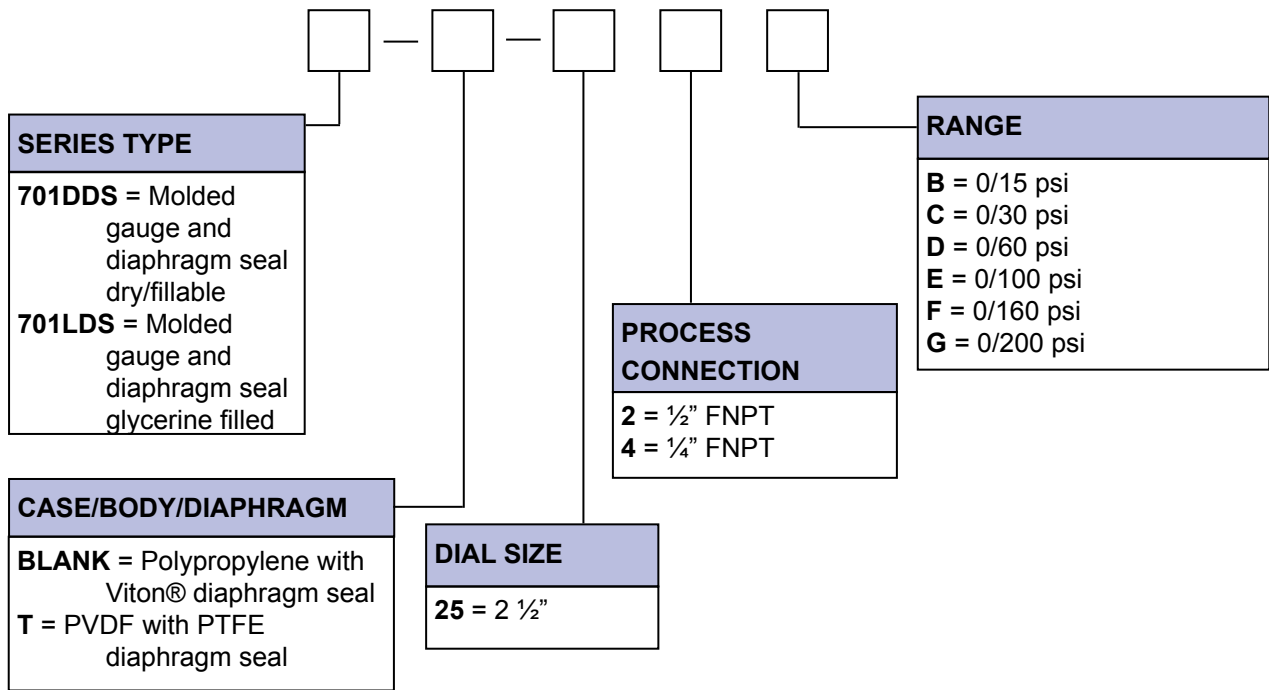 SERIES TYPE
701DDS = Molded
gauge and
diaphragm seal
dry/fillable
701LDS = Molded
gauge and
diaphragm seal
glycerine filled
CASE/BODY/DIAPHRAGM
BLANK = Polypropylene with
Viton® diaphragm seal
T = PVDF with PTFE
diaphragm seal
DIAL SIZE
25 = 2 ½”
PROCESS
CONNECTION
2 = ½” FNPT
4 = ¼” FNPT
RANGE
B = 0/15 psi
C = 0/30 psi
D = 0/60 psi
E = 0/100 psi
F = 0/160 psi
G = 0/200 psi